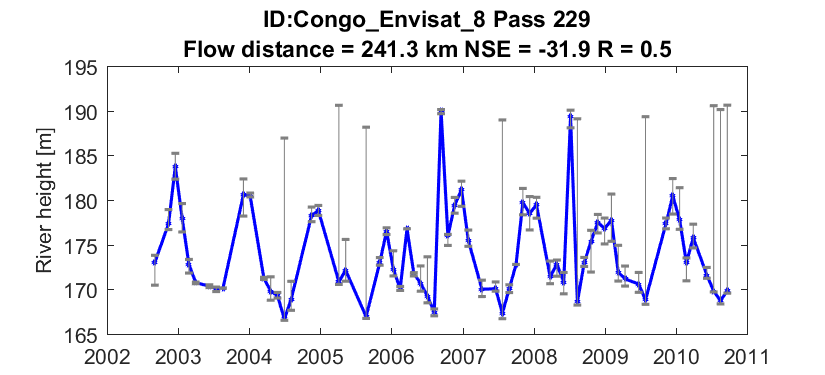 ID:Congo_Envisat_8 Pass 229
Flow distance = 241.3 km NSE = -31.9 R = 0.5
195
190
185
180
175
170
165
River height [m]
2002 2003 2004 2005 2006 2007 2008 2009 2010 2011